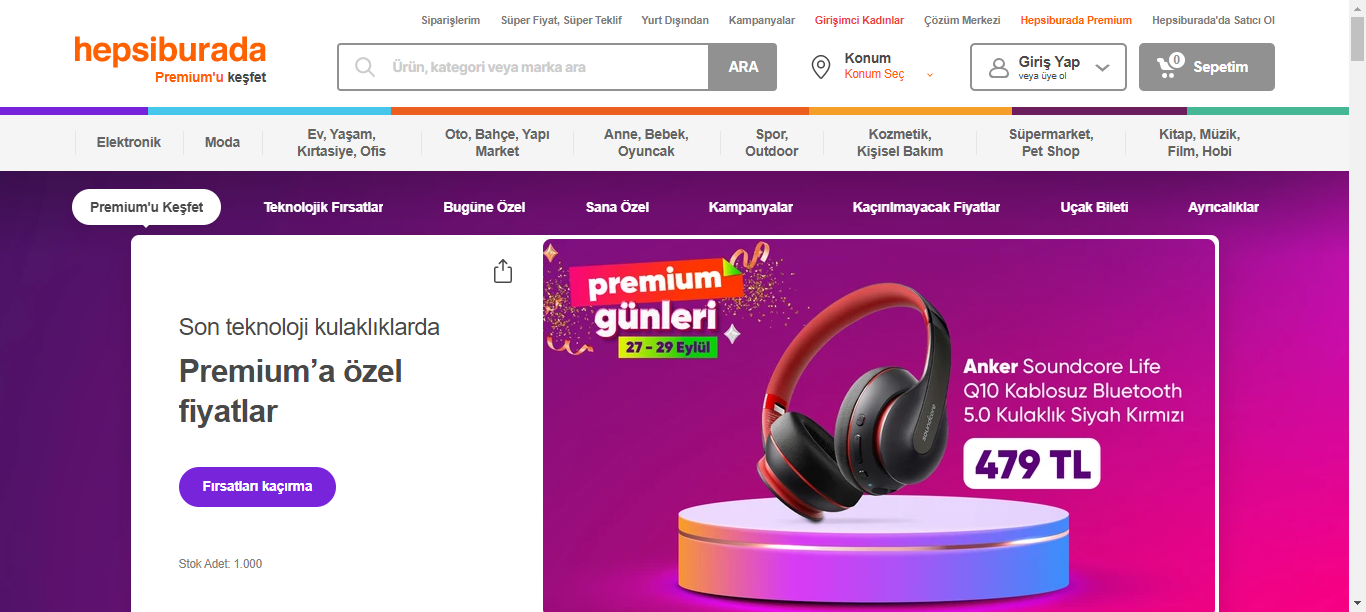 Siparişlerim Süper Fiyat, Süper Teklif Yurt Dışından Kampanyalar Girişimci Kadınlar Çözüm Merkezi Hepsiburada Premium Hepsiburada'da Satıcı Ol
hepsiburada
Premium'u keşfet
Ürün, kategori veya marka ara
ARA
Konum
Konum Seç
Giriş Yap
veya üye ol
0
Sepetim
Elektronik
Moda
Ev, Yaşam,
Kırtasiye, Ofis
Oto, Bahçe, Yapı
Market
Anne, Bebek,
Oyuncak
Spor,
Outdoor
Kozmetik,
Kişisel Bakım
Süpermarket,
Pet Shop
Kitap, Müzik,
Film, Hobi
Premium'u Keşfet Teknolojik Fırsatlar Bugüne Özel Sana Özel Kampanyalar Kaçırılmayacak Fiyatlar Uçak Bileti Ayrıcalıklar
Son teknoloji kulaklıklarda
Premium’a özel
fiyatlar
Fırsatları kaçırma
Stok Adet: 1.000
premium
günleri
27 - 29 Eylül
soundcore
Anker Soundcore Life
Q10 Kablosuz Bluetooth
5.0 Kulaklık Siyah Kırmızı
479 TL